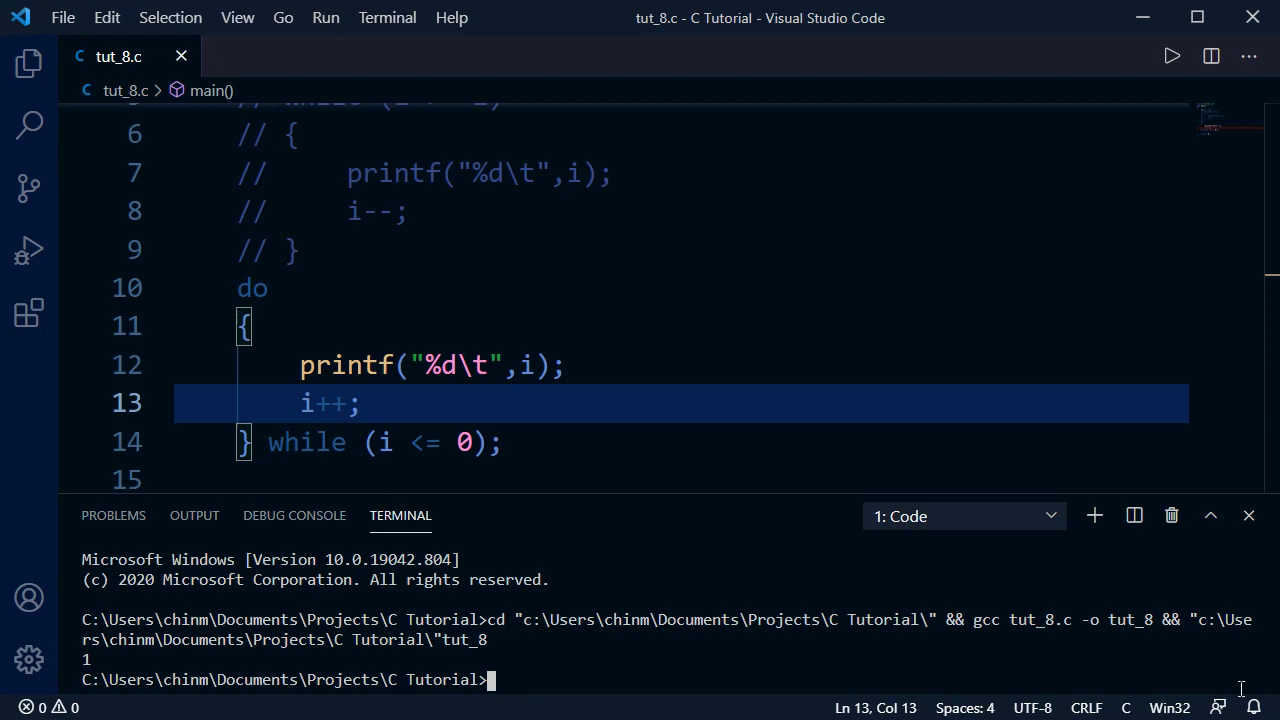 File Edit Selection View Go Run Terminal Help tut_8.c - C Tutorial - Visual Studio Code
C tut_8.c
C tut_8.c > main()
6 // {
7 //     printf("%d\t",i);
8 //     i--;
9 // }
10 do
11 {
12     printf("%d\t",i);
13     i++;
14 } while (i <= 0);
15
PROBLEMS OUTPUT DEBUG CONSOLE TERMINAL 1: Code
Microsoft Windows [Version 10.0.19042.804]
(c) 2020 Microsoft Corporation. All rights reserved.
C:\Users\chinm\Documents\Projects\C Tutorial>cd "c:\Users\chinm\Documents\Projects\C Tutorial\" && gcc tut_8.c -o tut_8 && "c:\Use
rs\chinm\Documents\Projects\C Tutorial\"tut_8
1
C:\Users\chinm\Documents\Projects\C Tutorial>
0 0 Ln 13, Col 13 Spaces: 4 UTF-8 CRLF C Win32